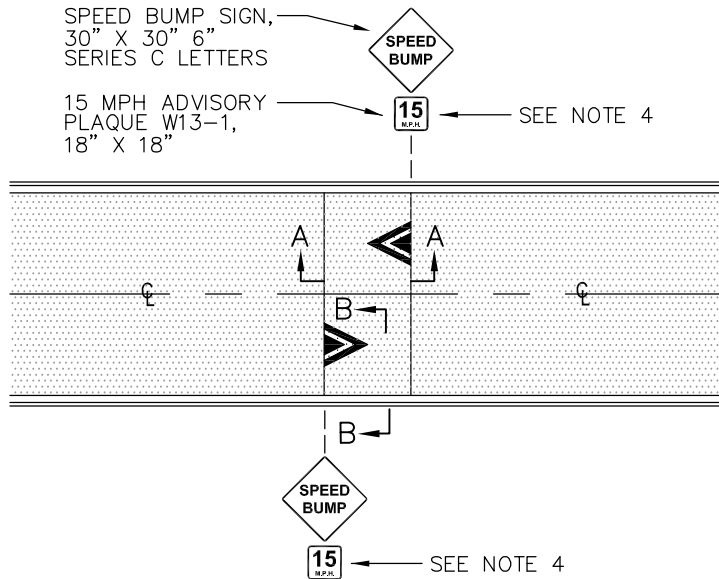 SPEED BUMP SIGN,
30” X 30” 6”
SERIES C LETTERS
SPEED
BUMP
15 MPH ADVISORY
PLAQUE W13-1,
18” X 18”
15
M.P.H.
SEE NOTE 4
A
A
℄
B
℄
B
SPEED
BUMP
15
M.P.H.
SEE NOTE 4